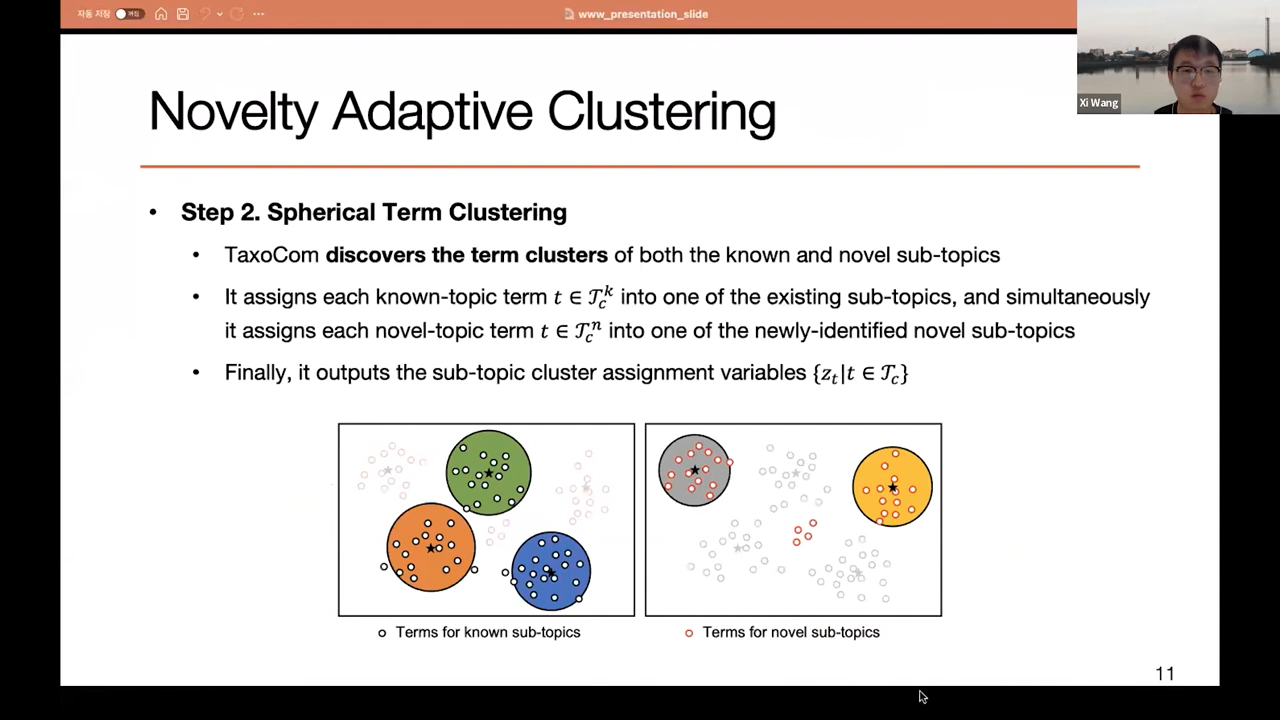 자동 저장 꺼짐
www_presentation_slide
Xi Wang
Novelty Adaptive Clustering
• Step 2. Spherical Term Clustering
• TaxoCom discovers the term clusters of both the known and novel sub-topics
• It assigns each known-topic term t ∈ 𝒯_c^k into one of the existing sub-topics, and simultaneously
it assigns each novel-topic term t ∈ 𝒯_c^n into one of the newly-identified novel sub-topics
• Finally, it outputs the sub-topic cluster assignment variables {z_t|t ∈ 𝒯_c}
Terms for known sub-topics
Terms for novel sub-topics
11